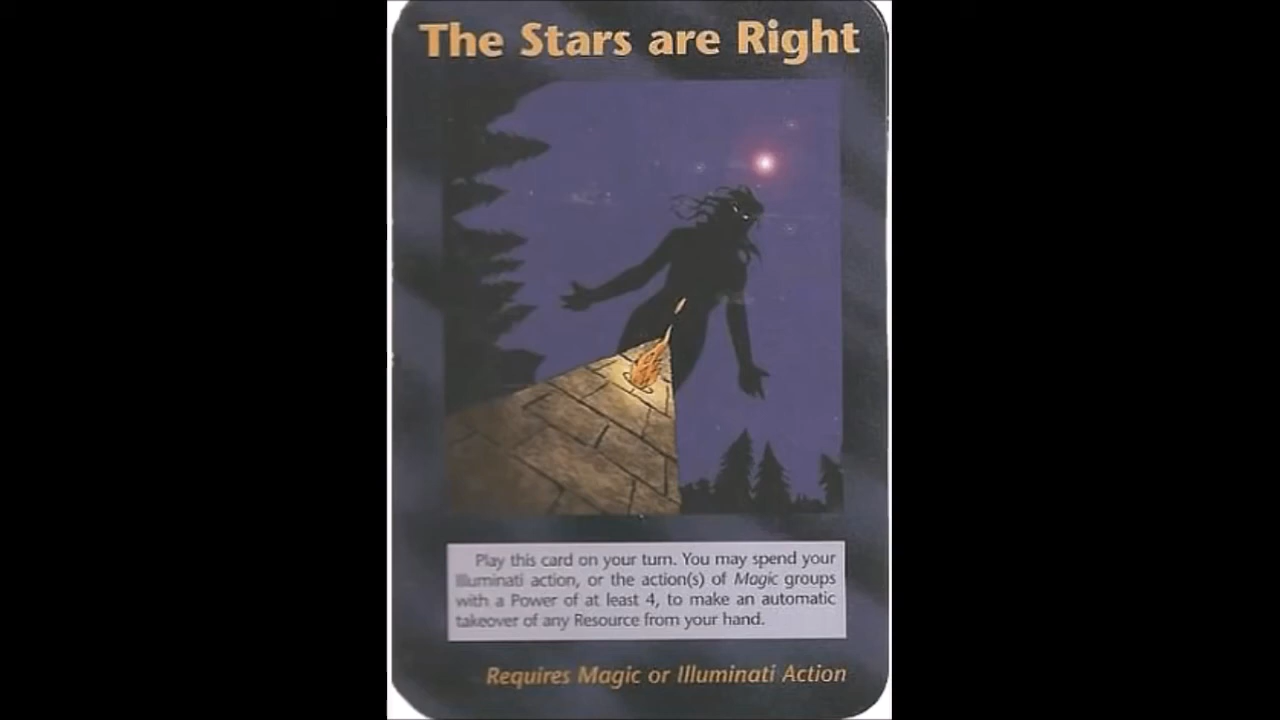 The Stars are Right
Play this card on your turn. You may spend your
Illuminati action, or the action(s) of Magic groups
with a Power of at least 4, to make an automatic
takeover of any Resource from your hand.
Requires Magic or Illuminati Action